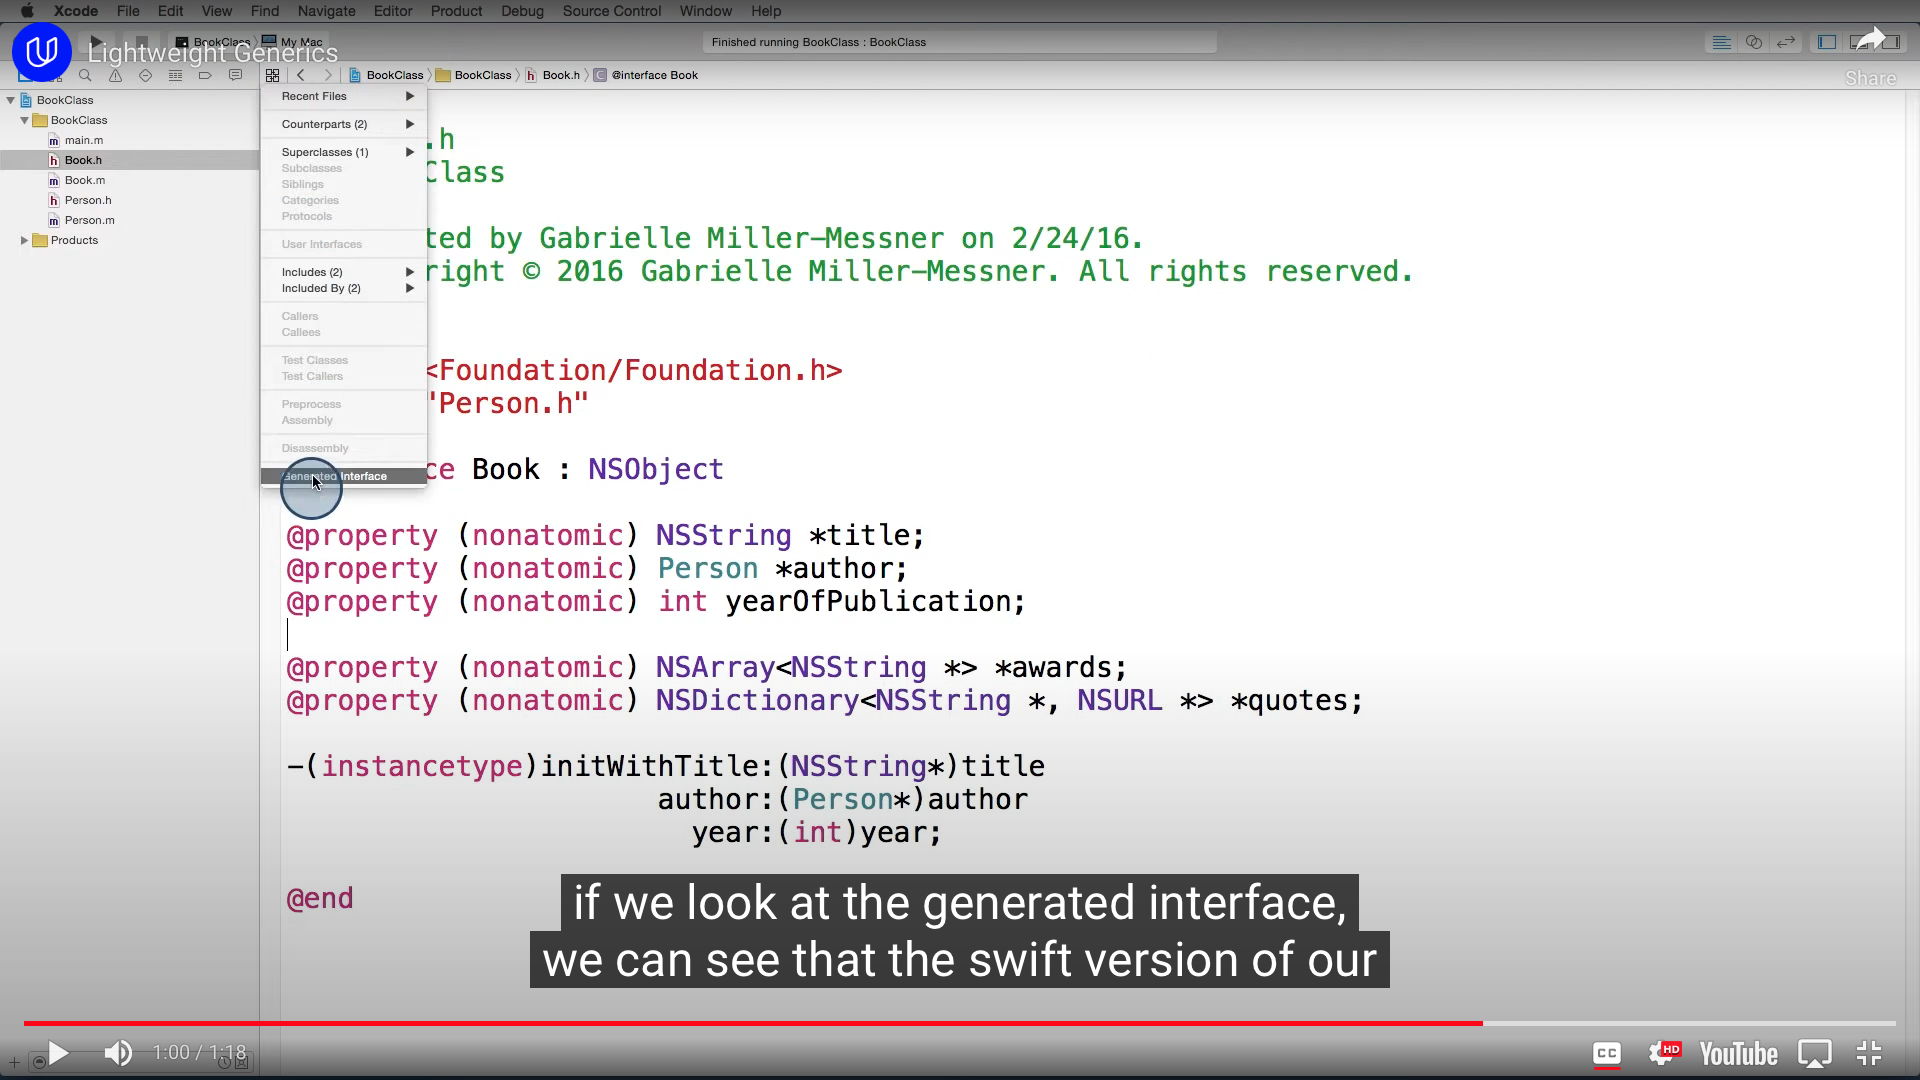 Xcode File Edit View Find Navigate Editor Product Debug Source Control Window Help
Lightweight Generics
BookClass My Mac
Finished running BookClass : BookClass
Share
BookClass BookClass Book.h @interface Book
BookClass
BookClass
main.m
Book.h
Book.m
Person.h
Person.m
Products
Recent Files
Counterparts (2)
Superclasses (1)
Subclasses
Siblings
Categories
Protocols
User Interfaces
Includes (2)
Included By (2)
Callers
Callees
Test Classes
Test Callers
Preprocess
Assembly
Disassembly
Generated Interface
.h
Class
ted by Gabrielle Miller–Messner on 2/24/16.
right © 2016 Gabrielle Miller–Messner. All rights reserved.
<Foundation/Foundation.h>
"Person.h"
ce Book : NSObject
@property (nonatomic) NSString *title;
@property (nonatomic) Person *author;
@property (nonatomic) int yearOfPublication;
@property (nonatomic) NSArray<NSString *> *awards;
@property (nonatomic) NSDictionary<NSString *, NSURL *> *quotes;
–(instancetype)initWithTitle:(NSString*)title
author:(Person*)author
year:(int)year;
@end
if we look at the generated interface,
we can see that the swift version of our
1:00 / 1:18
CC HD YouTube